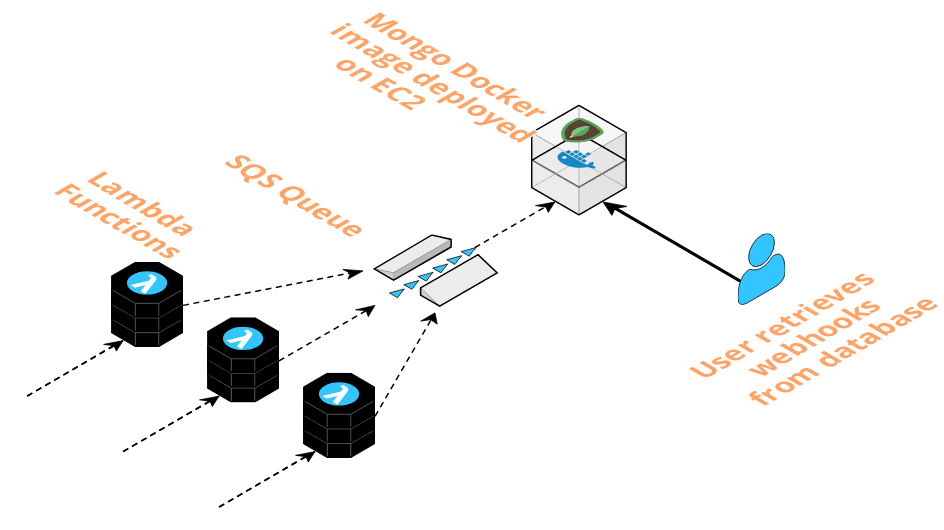 Mongo Docker
image deployed
on EC2
SQS Queue
Lambda
Functions
User retrieves
webhooks
from database